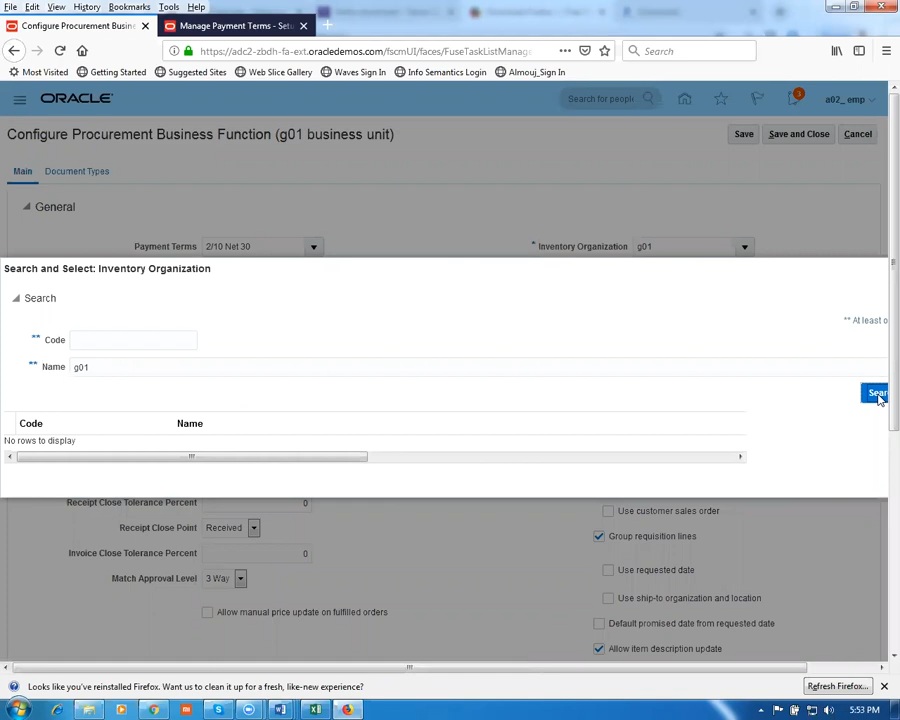 File Edit View History Bookmarks Tools Help
Configure Procurement Busine
Manage Payment Terms - Setu
https://adc2-zbdh-fa-ext.oracledemos.com/fscmUI/faces/FuseTaskListManag
Search
Most Visited Getting Started Suggested Sites Web Slice Gallery Waves Sign In Info Semantics Login Almouj_Sign In
ORACLE
Search for people
3
a02_ emp
Configure Procurement Business Function (g01 business unit)
Save Save and Close Cancel
Main Document Types
General
Payment Terms 2/10 Net 30
* Inventory Organization g01
Search and Select: Inventory Organization
Search
** At least o
** Code
** Name g01
Sear
Code Name
No rows to display
Receipt Close Tolerance Percent 0
Use customer sales order
Receipt Close Point Received
Group requisition lines
Invoice Close Tolerance Percent 0
Use requested date
Match Approval Level 3 Way
Use ship-to organization and location
Allow manual price update on fulfilled orders
Default promised date from requested date
Allow item description update
Looks like you've reinstalled Firefox. Want us to clean it up for a fresh, like-new experience?
Refresh Firefox...
5:53 PM